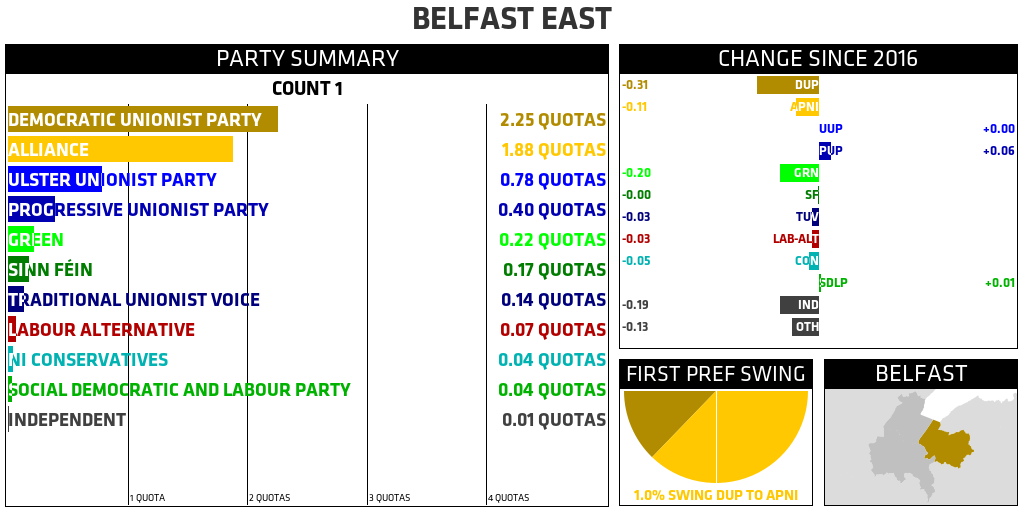 BELFAST EAST
PARTY SUMMARY
COUNT 1
DEMOCRATIC UNIONIST PARTY 2.25 QUOTAS
ALLIANCE 1.88 QUOTAS
ULSTER UNIONIST PARTY 0.78 QUOTAS
PROGRESSIVE UNIONIST PARTY 0.40 QUOTAS
GREEN 0.22 QUOTAS
SINN FÉIN 0.17 QUOTAS
TRADITIONAL UNIONIST VOICE 0.14 QUOTAS
LABOUR ALTERNATIVE 0.07 QUOTAS
NI CONSERVATIVES 0.04 QUOTAS
SOCIAL DEMOCRATIC AND LABOUR PARTY 0.04 QUOTAS
INDEPENDENT 0.01 QUOTAS
1 QUOTA 2 QUOTAS 3 QUOTAS 4 QUOTAS
CHANGE SINCE 2016
-0.31 DUP
-0.11 APNI
UUP +0.00
PUP +0.06
-0.20 GRN
-0.00 SF
-0.03 TUV
-0.03 LAB-ALT
-0.05 CON
SDLP +0.01
-0.19 IND
-0.13 OTH
FIRST PREF SWING
1.0% SWING DUP TO APNI
BELFAST